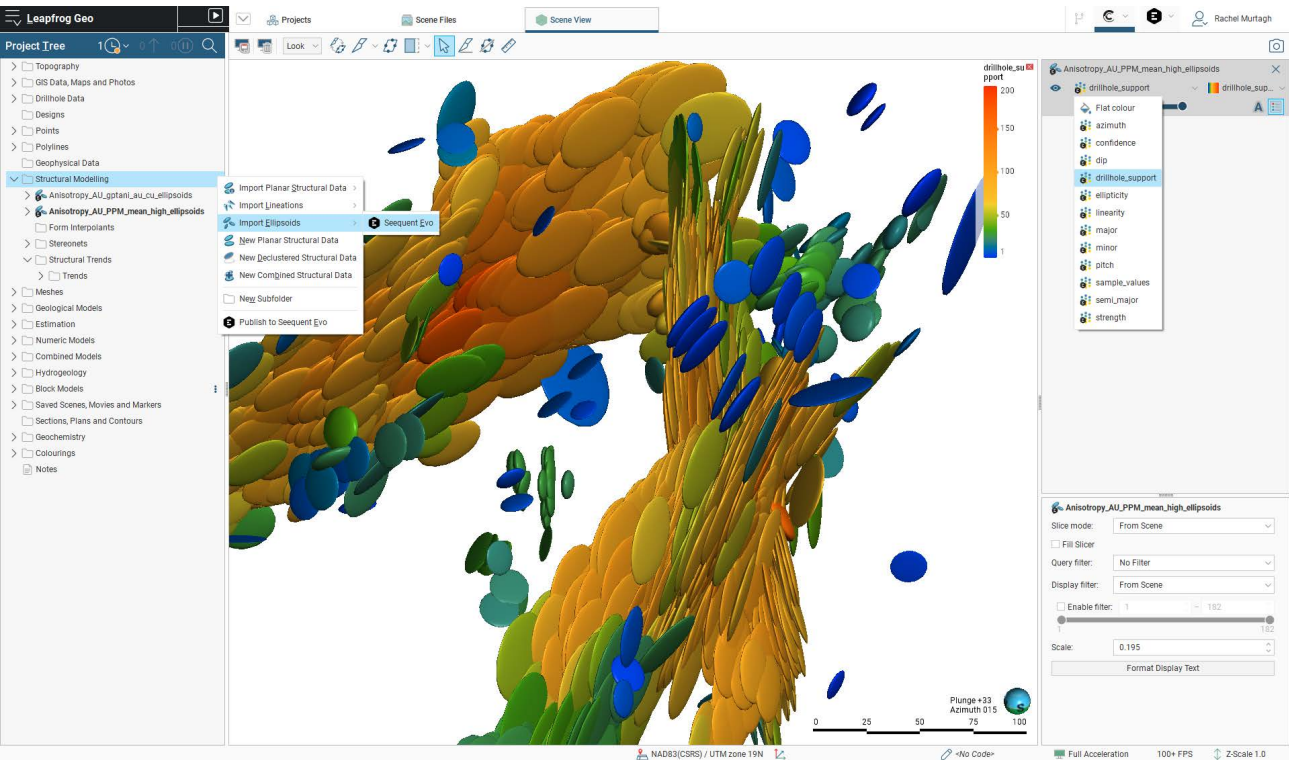 Leapfrog Geo
Projects
Scene Files
Scene View
Rachel Murtagh
Project Tree
1
0
0
Look
Topography
GIS Data, Maps and Photos
Drillhole Data
Designs
Points
Polylines
Geophysical Data
Structural Modelling
Anisotropy_AU_gptani_au_cu_ellipsoids
Anisotropy_AU_PPM_mean_high_ellipsoids
Form Interpolants
Stereonets
Structural Trends
Trends
Meshes
Geological Models
Estimation
Numeric Models
Combined Models
Hydrogeology
Block Models
Saved Scenes, Movies and Markers
Sections, Plans and Contours
Geochemistry
Colourings
Notes
Import Planar Structural Data
Import Lineations
Import Ellipsoids
Seequent Evo
New Planar Structural Data
New Declustered Structural Data
New Combined Structural Data
New Subfolder
Publish to Seequent Evo
drillhole_su
pport
200
150
100
50
1
Plunge +33
Azimuth 015
0 25 50 75 100
Anisotropy_AU_PPM_mean_high_ellipsoids
drillhole_support
drillhole_sup...
A
Flat colour
azimuth
confidence
dip
drillhole_support
ellipticity
linearity
major
minor
pitch
sample_values
semi_major
strength
Anisotropy_AU_PPM_mean_high_ellipsoids
Slice mode: From Scene
Fill Slicer
Query filter: No Filter
Display filter: From Scene
Enable filter: 1 ~ 182
1 182
Scale: 0.195
Format Display Text
NAD83(CSRS) / UTM zone 19N
<No Code>
Full Acceleration
100+ FPS
Z-Scale 1.0